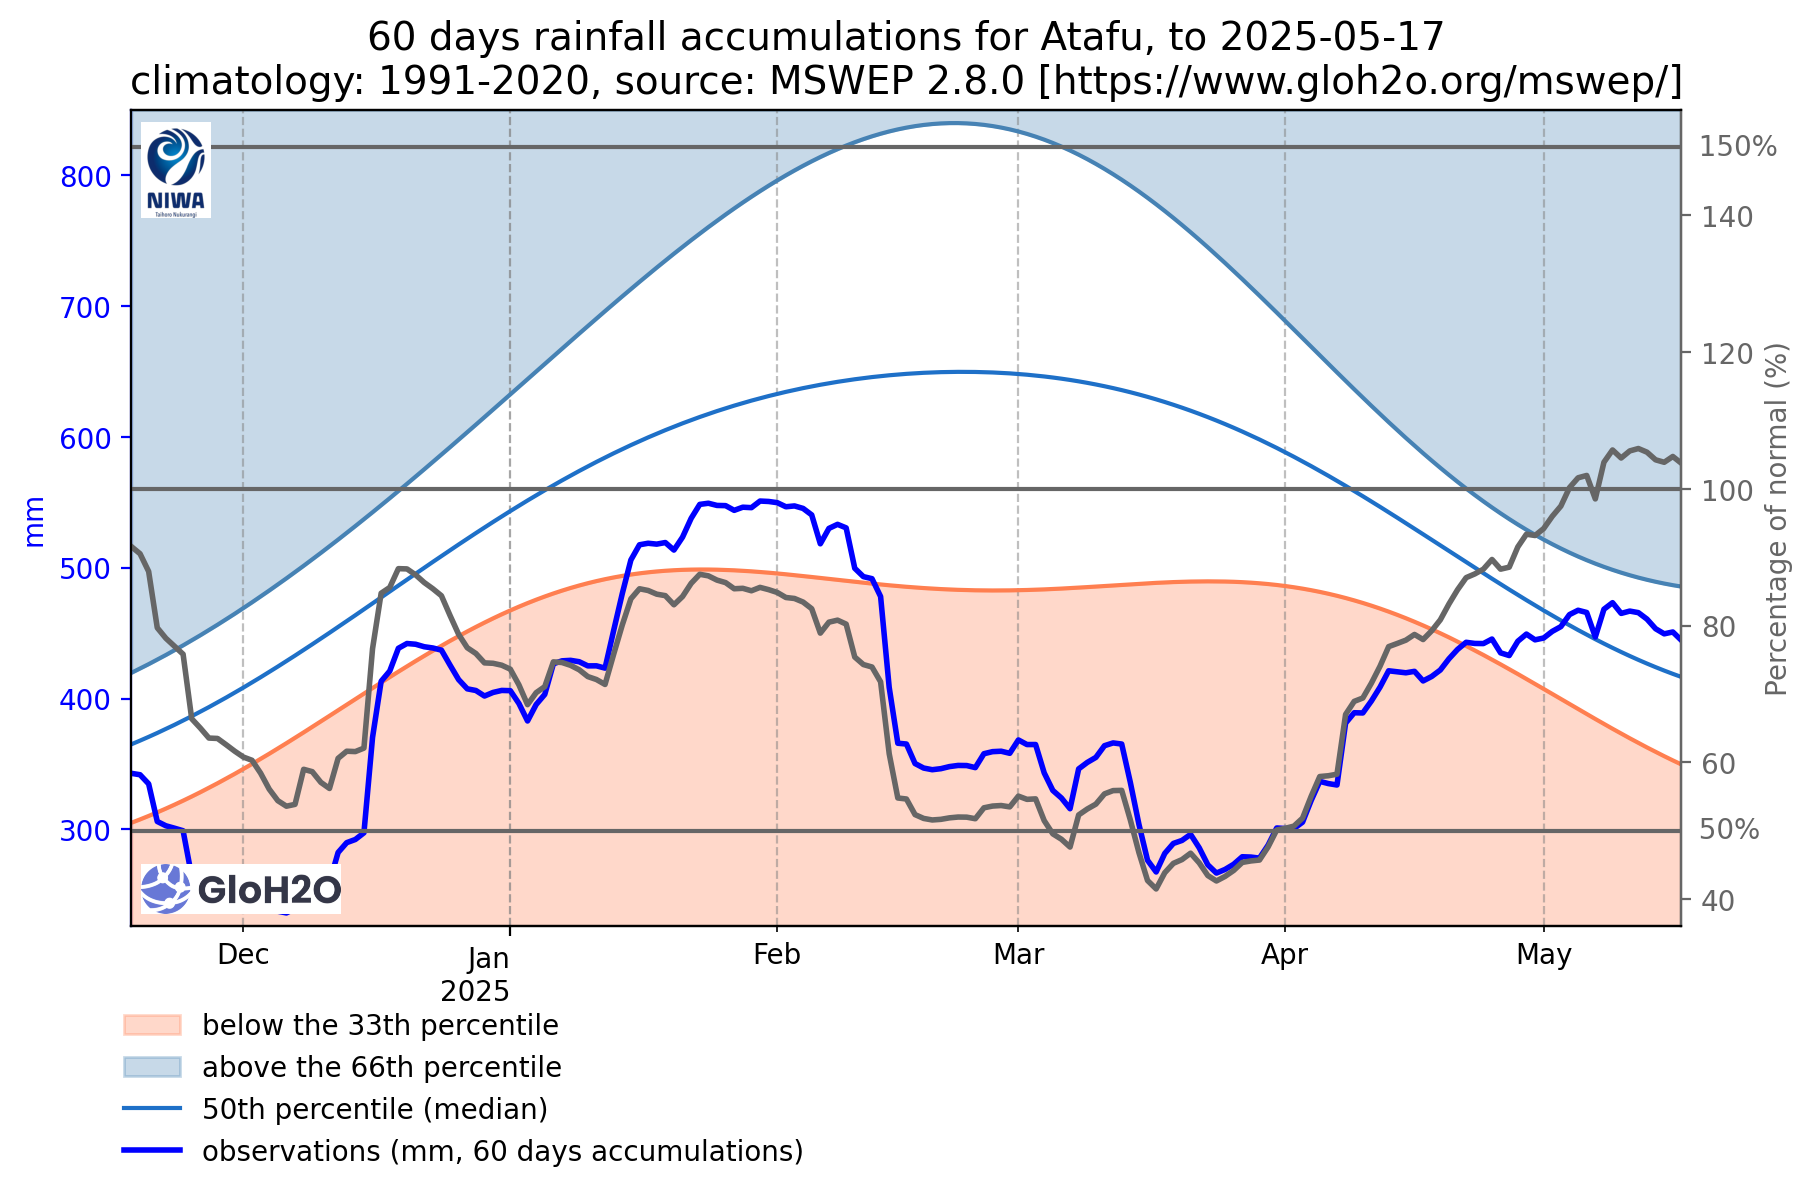 60 days rainfall accumulations for Atafu, to 2025-05-17
climatology: 1991-2020, source: MSWEP 2.8.0 [https://www.gloh2o.org/mswep/]
NIWA
Taihoro Nukurangi
800
700
600
500
400
300
mm
150%
140
120
100
80
60
50%
40
Percentage of normal (%)
GloH2O
Dec
Jan
2025
Feb
Mar
Apr
May
below the 33th percentile
above the 66th percentile
50th percentile (median)
observations (mm, 60 days accumulations)